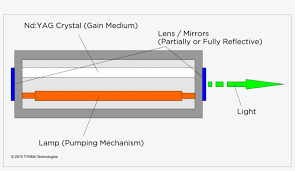 Nd:YAG Crystal (Gain Medium)
Lens / Mirrors
(Partially or Fully Reflective)
Light
Lamp (Pumping Mechanism)
© 2010 TYKMA Technologies